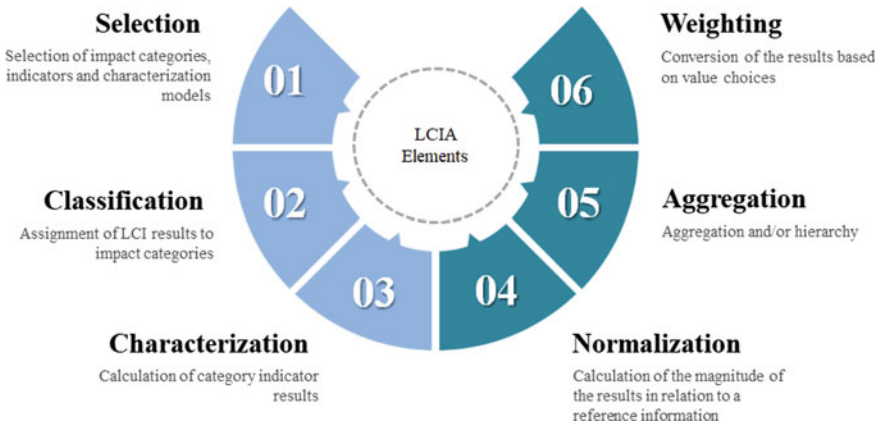 Selection
Selection of impact categories,
indicators and characterization
models
01
Classification
Assignment of LCI results to
impact categories
02
Characterization
Calculation of category indicator
results
03
LCIA
Elements
04
Normalization
Calculation of the magnitude of
the results in relation to a
reference information
05
Aggregation
Aggregation and/or hierarchy
06
Weighting
Conversion of the results based
on value choices